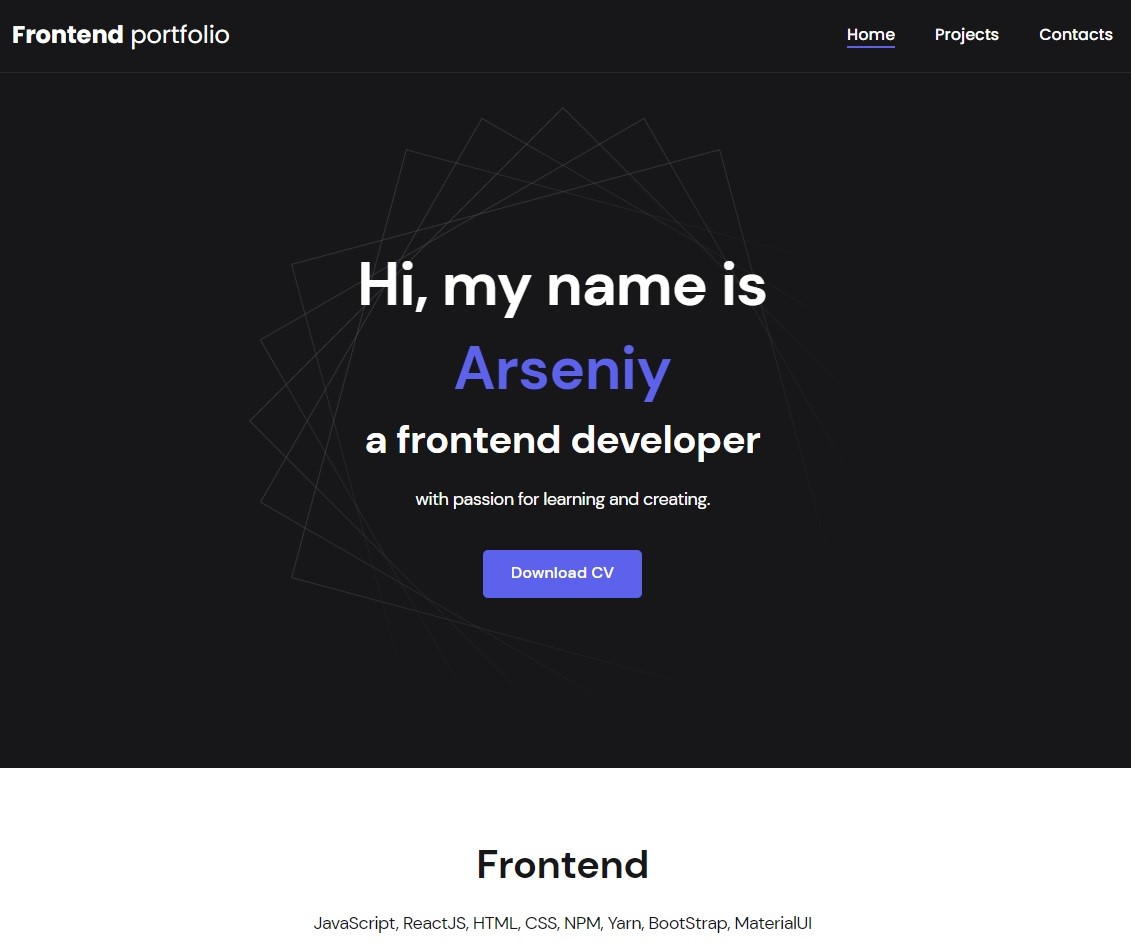 Frontend portfolio
Home Projects Contacts
Hi, my name is
Arseniy
a frontend developer
with passion for learning and creating.
Download CV
Frontend
JavaScript, ReactJS, HTML, CSS, NPM, Yarn, BootStrap, MaterialUI